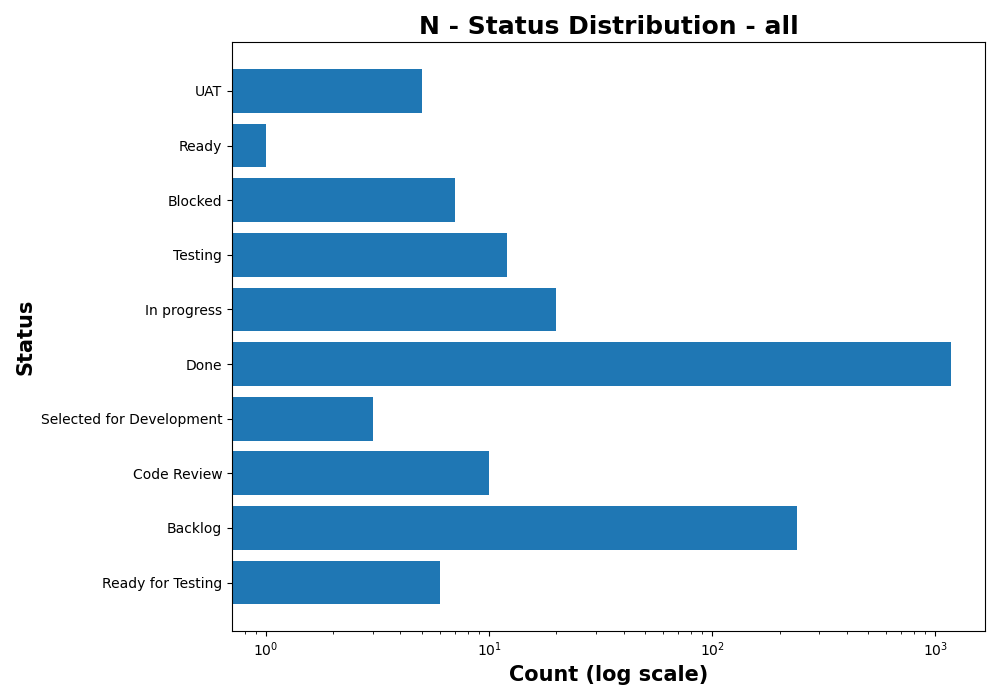 N - Status Distribution - all
UAT
Ready
Blocked
Testing
In progress
Done
Selected for Development
Code Review
Backlog
Ready for Testing
Status
10⁰ 10¹ 10² 10³
Count (log scale)